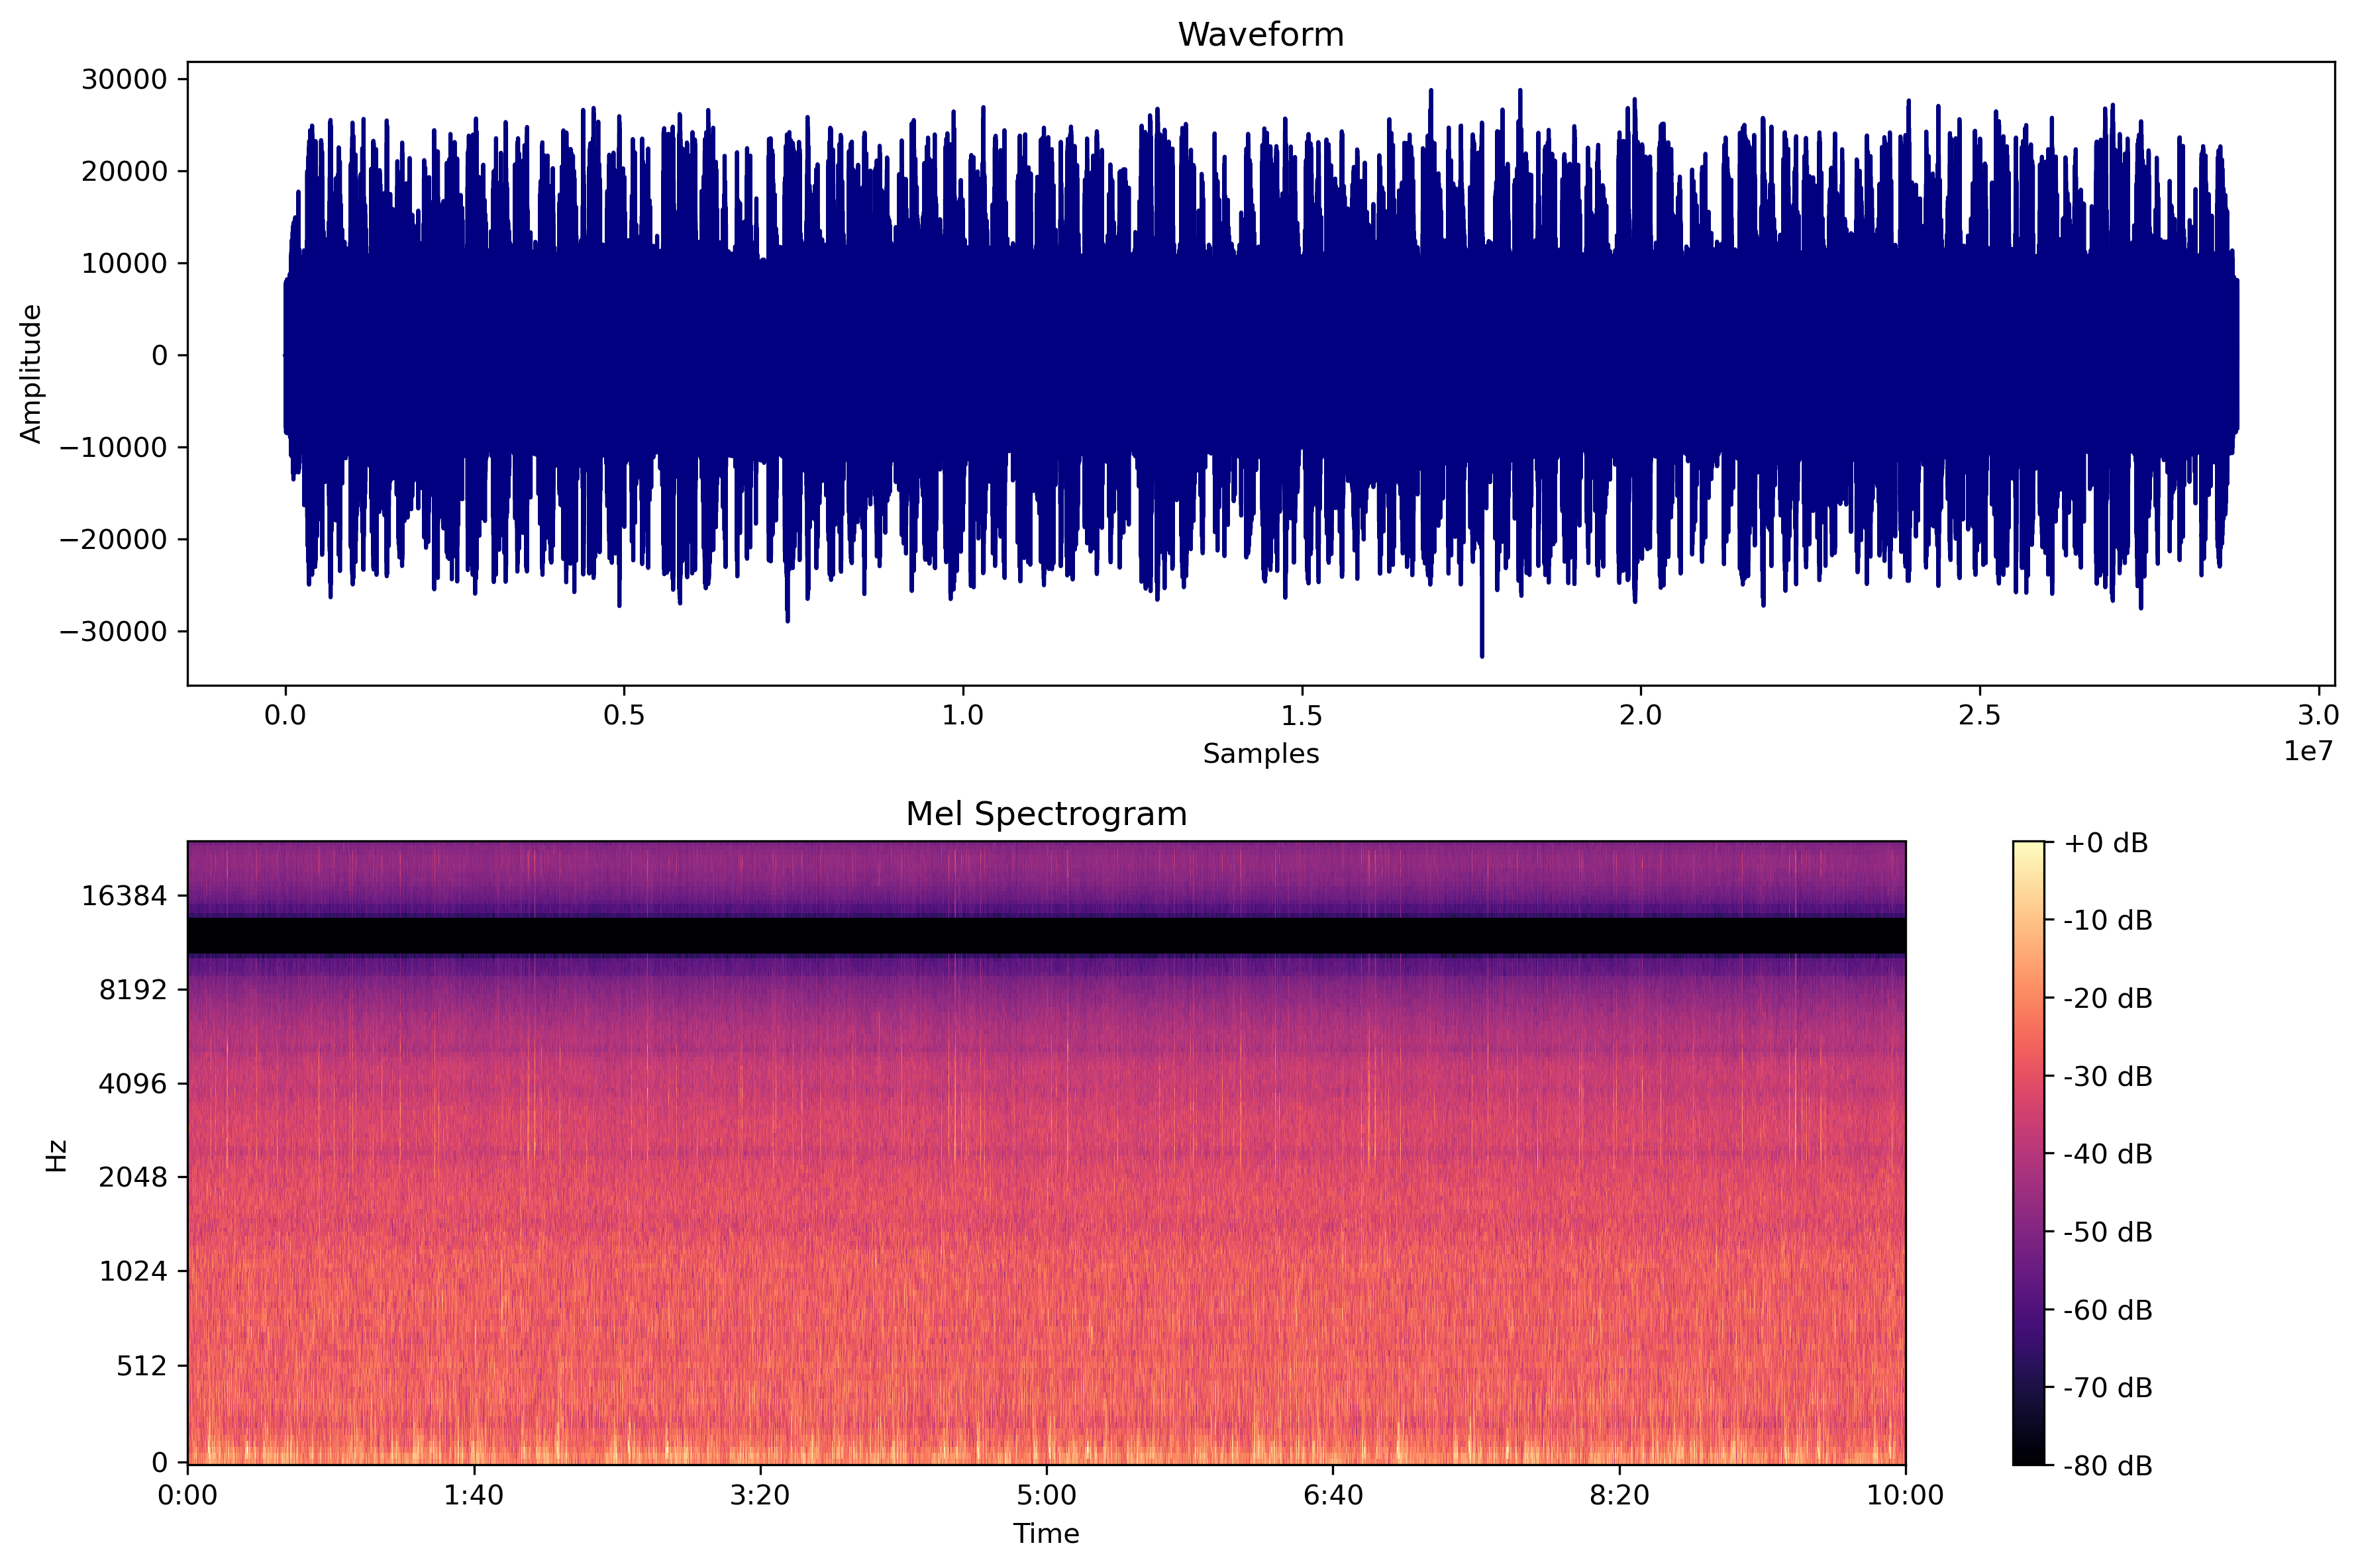 Waveform
30000
20000
10000
0
−10000
−20000
−30000
Amplitude
0.0 0.5 1.0 1.5 2.0 2.5 3.0
1e7
Samples
Mel Spectrogram
16384
8192
4096
2048
1024
512
0
Hz
0:00 1:40 3:20 5:00 6:40 8:20 10:00
Time
+0 dB
-10 dB
-20 dB
-30 dB
-40 dB
-50 dB
-60 dB
-70 dB
-80 dB